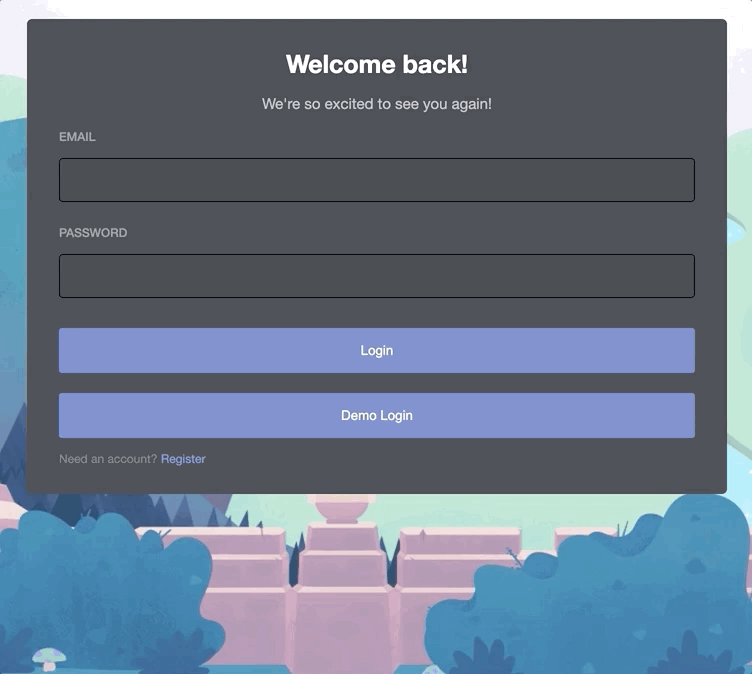 Welcome back!
We're so excited to see you again!
EMAIL
PASSWORD
Login
Demo Login
Need an account? Register